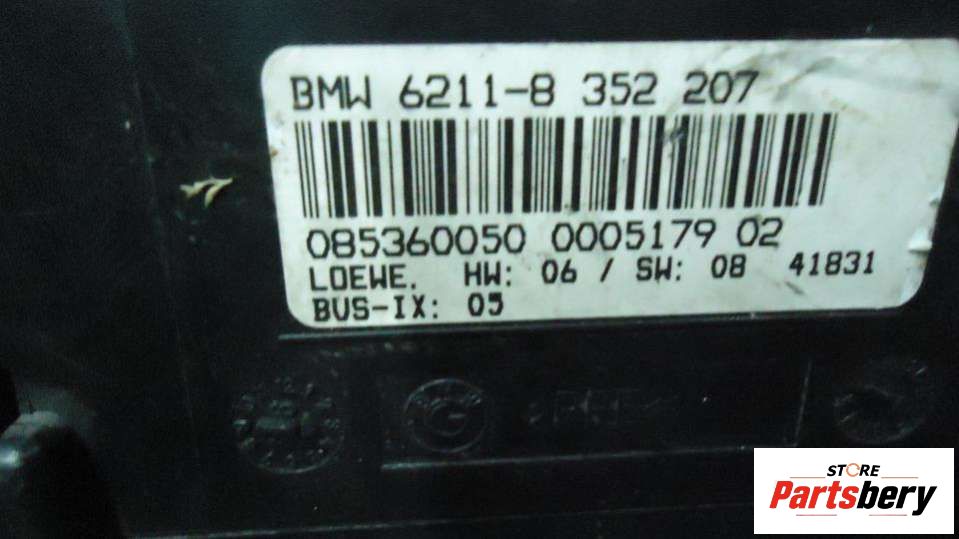 BMW 6211-8 352 207
085360050 0005179 02
LOEWE. HW: 06 / SW: 08 41831
BUS-IX: 05
STORE
Partsbery